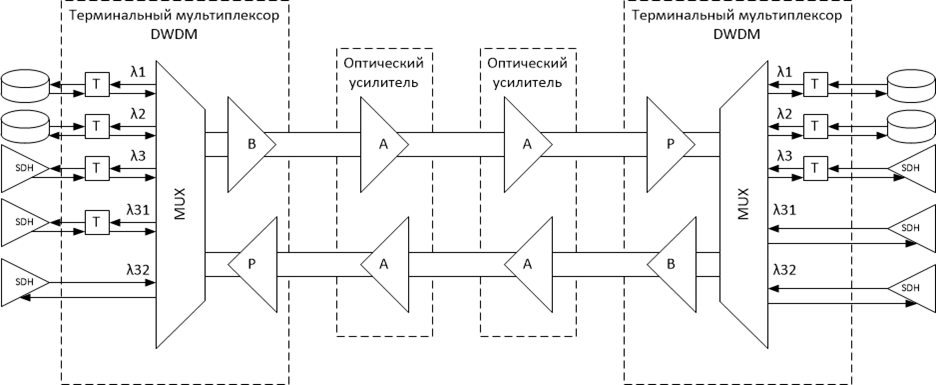 Терминальный мультиплексор
DWDM
Терминальный мультиплексор
DWDM
Оптический
усилитель
Оптический
усилитель
T
λ1
T
λ2
SDH
T
λ3
SDH
T
λ31
SDH
λ32
MUX
B
A
A
P
P
A
A
B
MUX
λ1
T
λ2
T
λ3
T
SDH
λ31
SDH
λ32
SDH